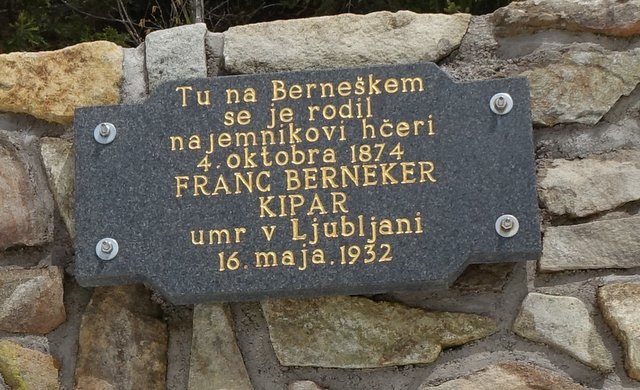 Tu na Berneškem
se je rodil
najemnikovi hčeri
4. oktobra 1874
FRANC BERNEKER
KIPAR
umr v Ljubljani
16. maja. 1932